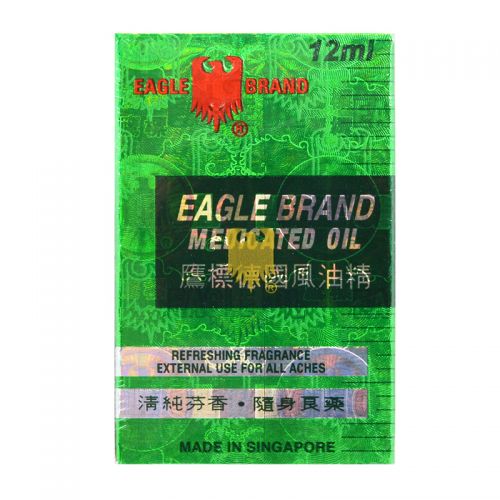 12ml
EAGLE BRAND
®
EAGLE BRAND
MEDICATED OIL
鷹標德國風油精
®
REFRESHING FRAGRANCE
EXTERNAL USE FOR ALL ACHES
清純芬香・隨身良藥
MADE IN SINGAPORE